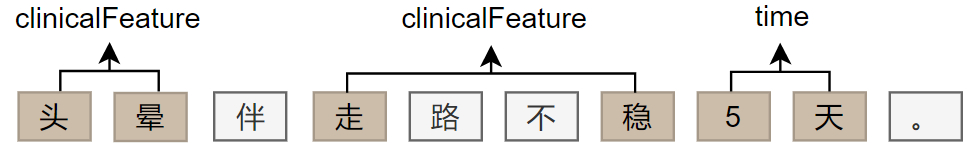 clinicalFeature clinicalFeature time
头 晕 伴 走 路 不 稳 5 天 。